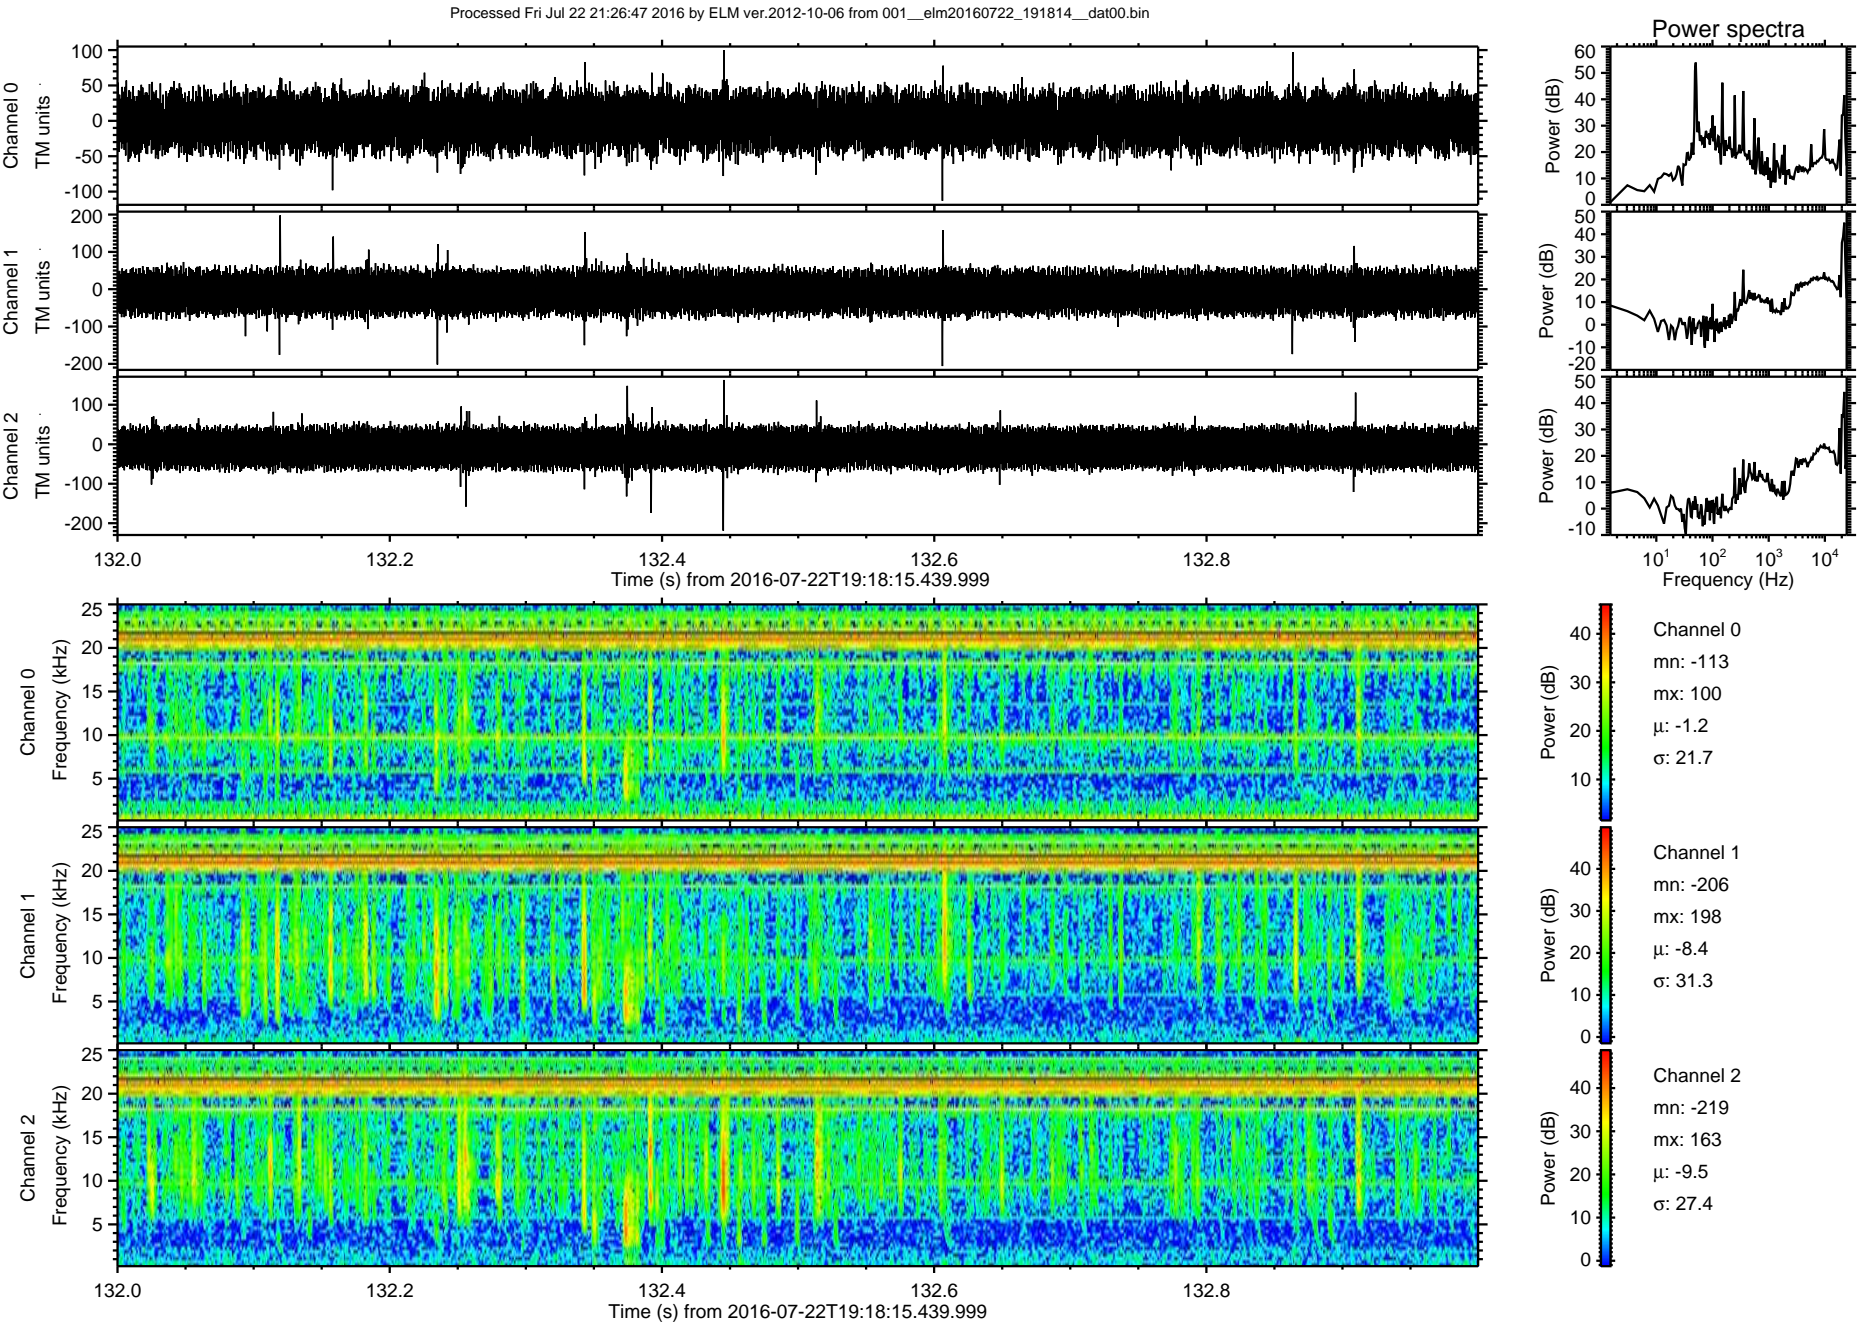 Processed Fri Jul 22 21:26:47 2016 by ELM ver.2012-10-06 from 001__elm20160722_191814__dat00.bin
Power spectra
Channel 0
TM units
100
50
0
-50
-100
Power (dB)
60
50
40
30
20
10
0
Channel 1
TM units
200
100
0
-100
-200
Power (dB)
50
40
30
20
10
0
-10
-20
Channel 2
TM units
100
0
-100
-200
Power (dB)
50
40
30
20
10
0
-10
132.0 132.2 132.4 132.6 132.8
Time (s) from 2016-07-22T19:18:15.439.999
10¹ 10² 10³ 10⁴
Frequency (Hz)
Channel 0
Frequency (kHz)
25
20
15
10
5
Power (dB)
40
30
20
10
Channel 0
mn: -113
mx: 100
μ: -1.2
σ: 21.7
Channel 1
Frequency (kHz)
25
20
15
10
5
Power (dB)
40
30
20
10
0
Channel 1
mn: -206
mx: 198
μ: -8.4
σ: 31.3
Channel 2
Frequency (kHz)
25
20
15
10
5
Power (dB)
40
30
20
10
0
Channel 2
mn: -219
mx: 163
μ: -9.5
σ: 27.4
132.0 132.2 132.4 132.6 132.8
Time (s) from 2016-07-22T19:18:15.439.999